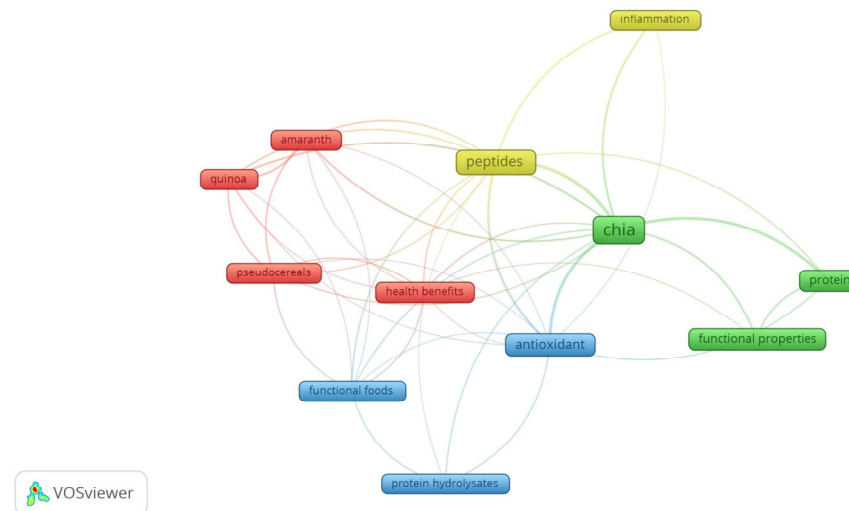 inflammation
amaranth
peptides
quinoa
chia
pseudocereals
protein
health benefits
functional properties
antioxidant
functional foods
protein hydrolysates
VOSviewer